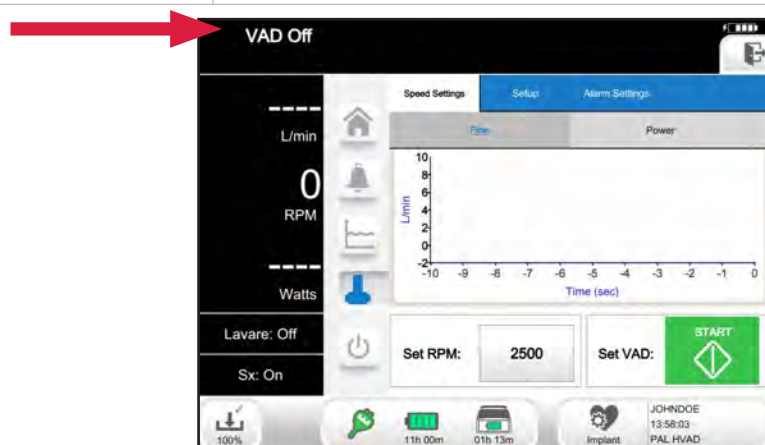 VAD Off
Speed Settings Setup Alarm Settings
----
L/min
Flow Power
0
RPM
L/min
10
8
6
4
2
0
-2
-10 -9 -8 -7 -6 -5 -4 -3 -2 -1 0
Time (sec)
----
Watts
Lavare: Off
Sx: On
Set RPM: 2500
Set VAD: START
100%
11h 00m
01h 13m
Implant
JOHNDOE
13:58:03
PAL HVAD